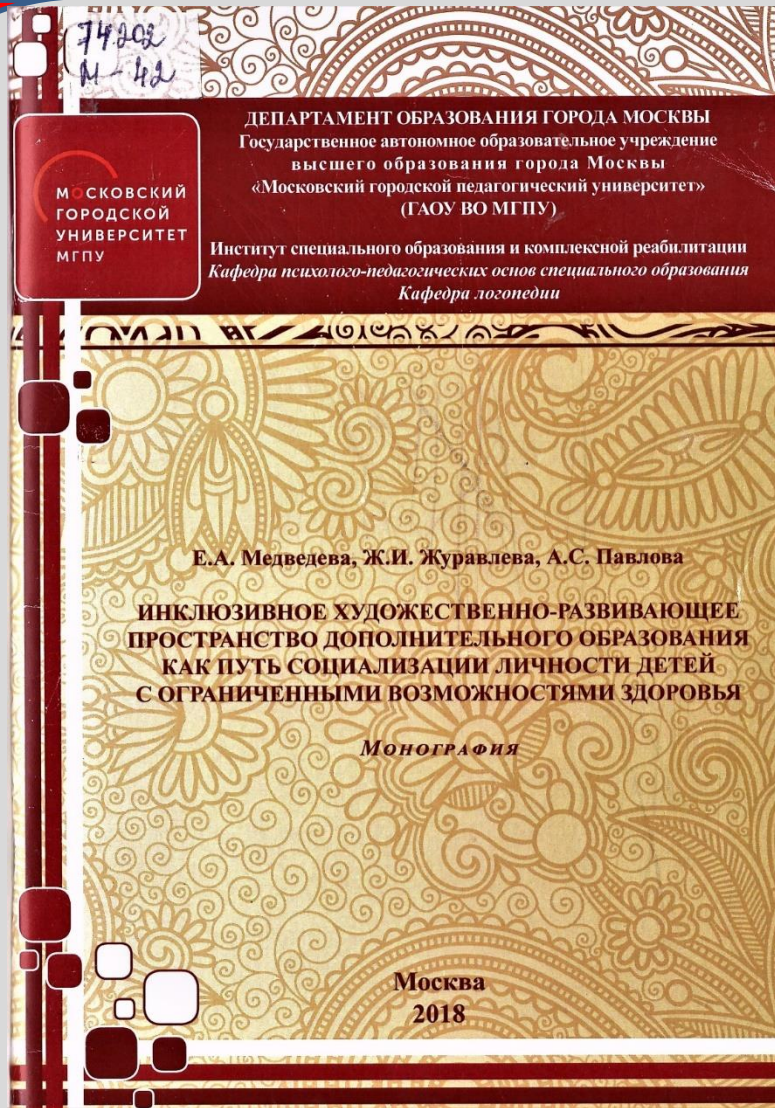 74202
М-42
ДЕПАРТАМЕНТ ОБРАЗОВАНИЯ ГОРОДА МОСКВЫ
Государственное автономное образовательное учреждение
высшего образования города Москвы
«Московский городской педагогический университет»
(ГАОУ ВО МГПУ)
Институт специального образования и комплексной реабилитации
Кафедра психолого-педагогических основ специального образования
Кафедра логопедии
МОСКОВСКИЙ
ГОРОДСКОЙ
УНИВЕРСИТЕТ
МГПУ
Е.А. Медведева, Ж.И. Журавлева, А.С. Павлова
ИНКЛЮЗИВНОЕ ХУДОЖЕСТВЕННО-РАЗВИВАЮЩЕЕ
ПРОСТРАНСТВО ДОПОЛНИТЕЛЬНОГО ОБРАЗОВАНИЯ
КАК ПУТЬ СОЦИАЛИЗАЦИИ ЛИЧНОСТИ ДЕТЕЙ
С ОГРАНИЧЕННЫМИ ВОЗМОЖНОСТЯМИ ЗДОРОВЬЯ
МОНОГРАФИЯ
Москва
2018